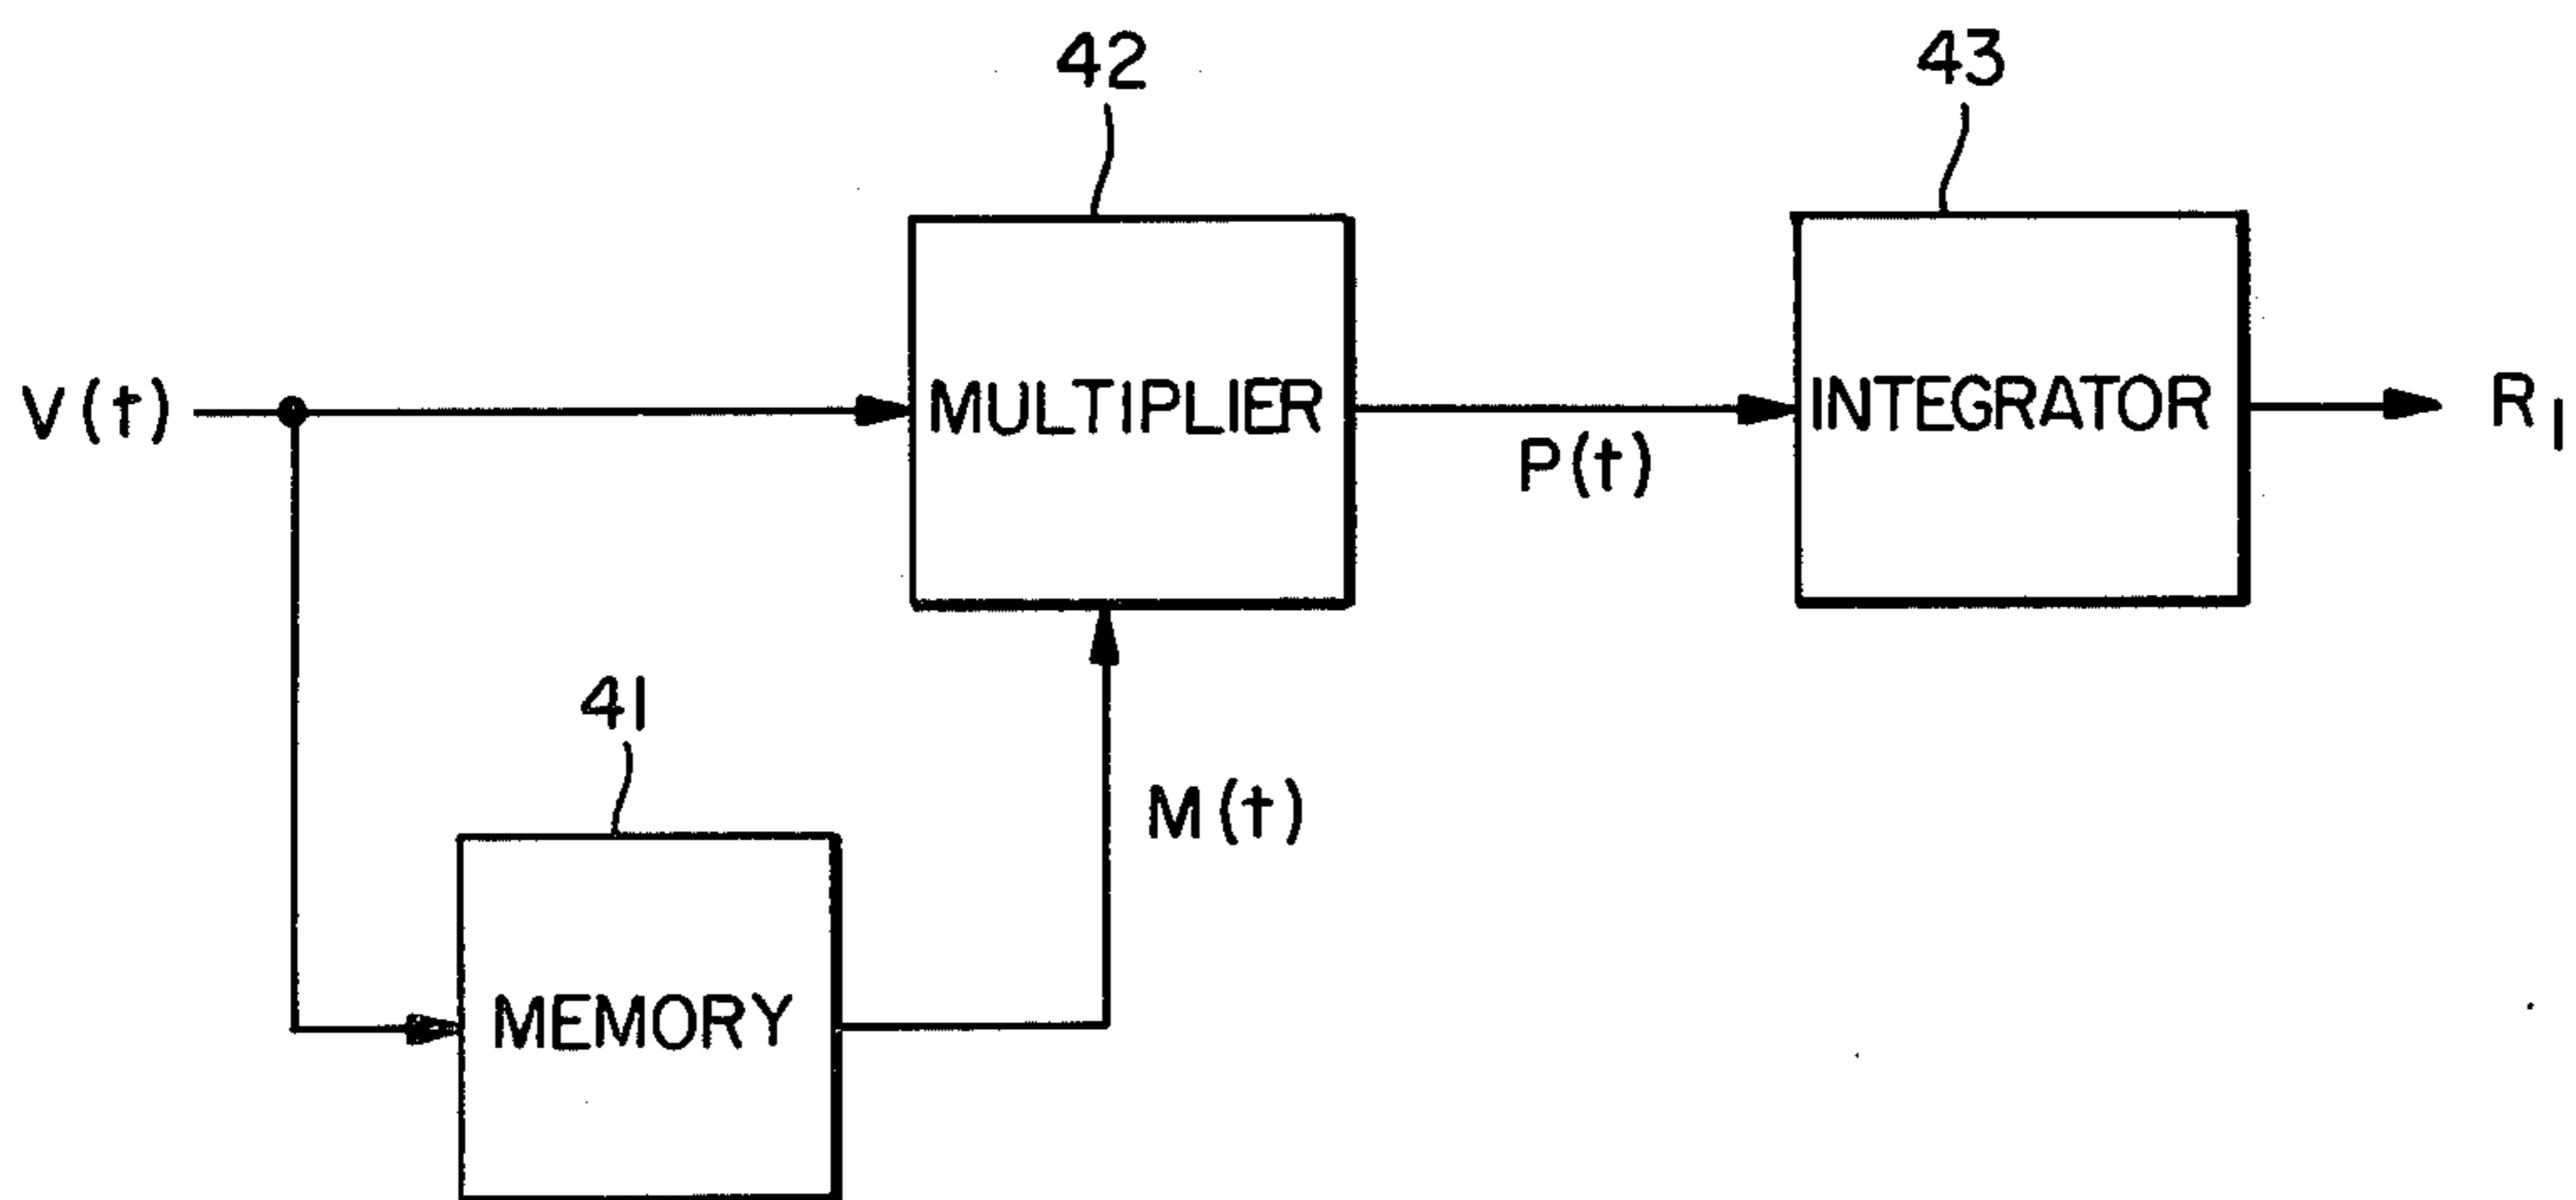 42
43
V(t)
MULTIPLIER
P(t)
INTEGRATOR
R1
41
M(t)
MEMORY